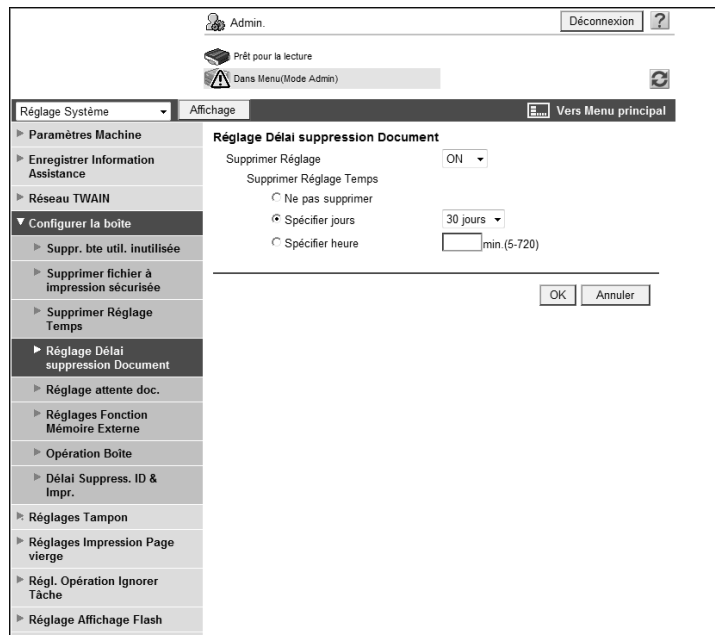 Admin.
Déconnexion
?
Prêt pour la lecture
Dans Menu(Mode Admin)
Réglage Système
Affichage
Vers Menu principal
Paramètres Machine
Enregistrer Information
Assistance
Réseau TWAIN
Configurer la boîte
Suppr. bte util. inutilisée
Supprimer fichier à
impression sécurisée
Supprimer Réglage
Temps
Réglage Délai
suppression Document
Réglage attente doc.
Réglages Fonction
Mémoire Externe
Opération Boîte
Délai Suppress. ID &
Impr.
Réglages Tampon
Réglages Impression Page
vierge
Régl. Opération Ignorer
Tâche
Réglage Affichage Flash
Réglage Délai suppression Document
Supprimer Réglage ON
Supprimer Réglage Temps
Ne pas supprimer
Spécifier jours 30 jours
Spécifier heure min.(5-720)
OK Annuler